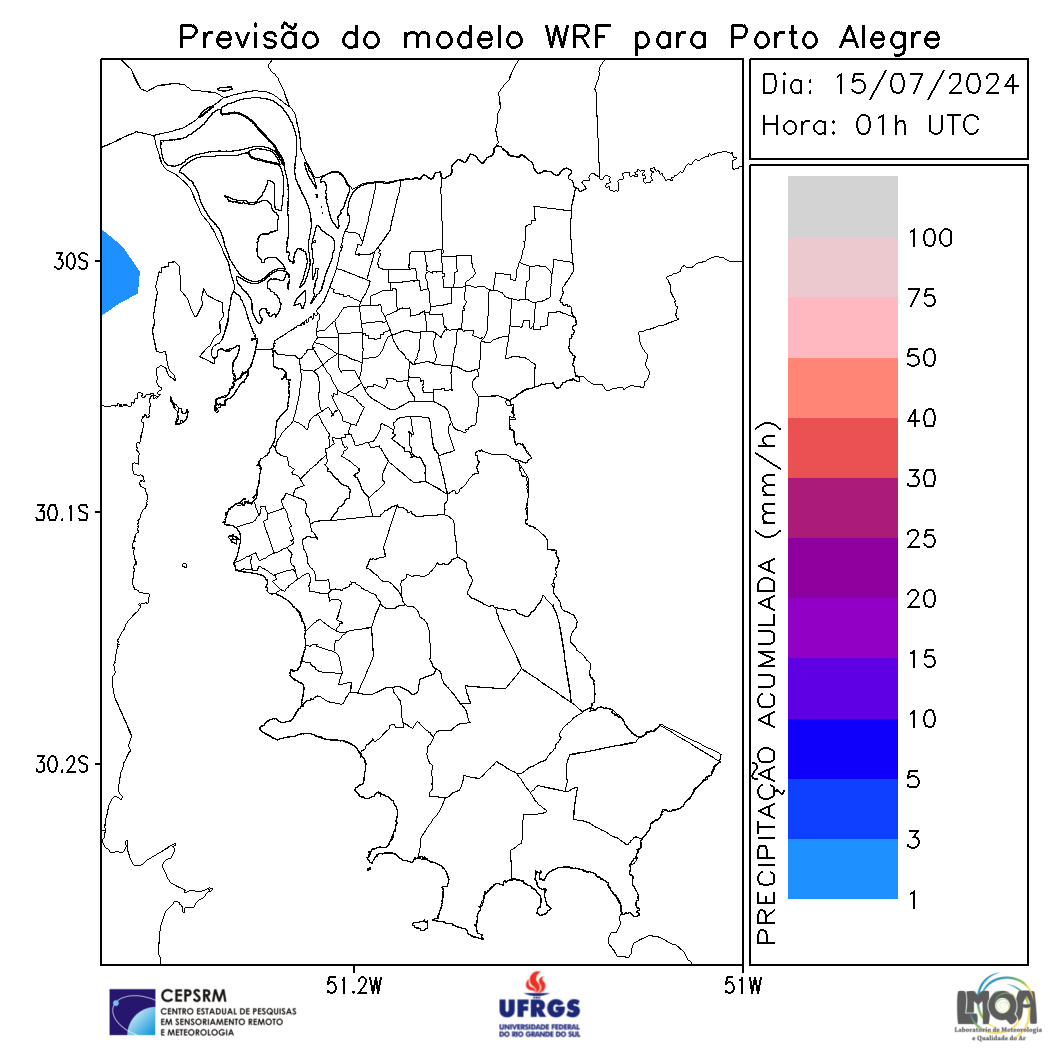 Previsão do modelo WRF para Porto Alegre
Dia: 15/07/2024
Hora: 01h UTC
30S
30.1S
30.2S
51.2W
51W
PRECIPITAÇÃO ACUMULADA (mm/h)
100
75
50
40
30
25
20
15
10
5
3
1
CEPSRM
CENTRO ESTADUAL DE PESQUISAS
EM SENSORIAMENTO REMOTO
E METEOROLOGIA
UFRGS
UNIVERSIDADE FEDERAL
DO RIO GRANDE DO SUL
LMQA
Laboratório de Meteorologia
e Qualidade do Ar